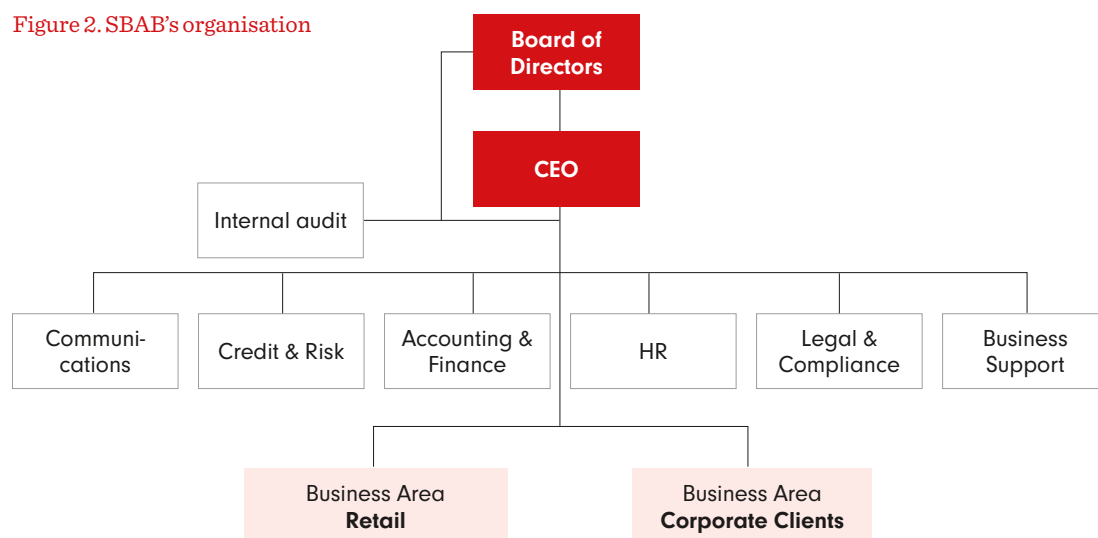 Figure 2. SBAB's organisation
Board of
Directors
CEO
Internal audit
Communi-
cations
Credit & Risk
Accounting &
Finance
HR
Legal &
Compliance
Business
Support
Business Area
Retail
Business Area
Corporate Clients